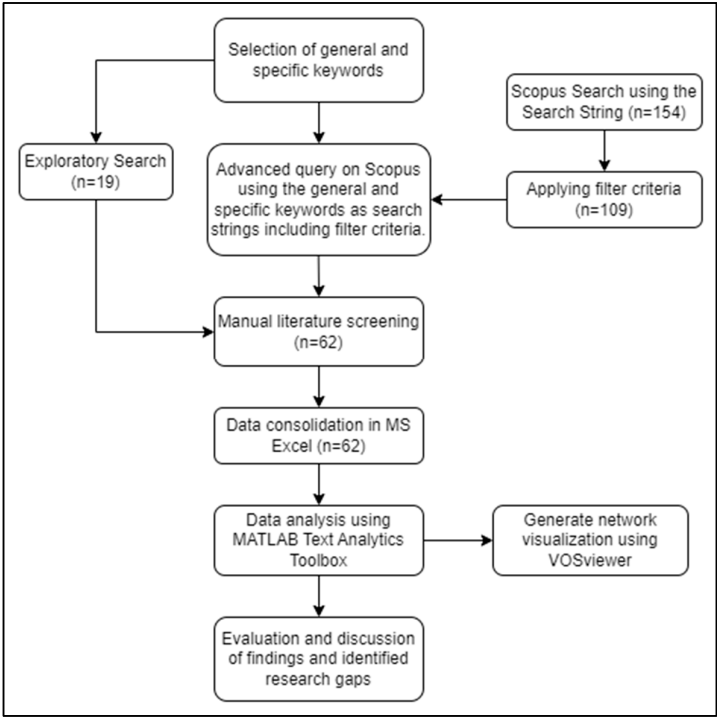 Selection of general and
specific keywords
Scopus Search using the
Search String (n=154)
Exploratory Search
(n=19)
Advanced query on Scopus
using the general and
specific keywords as search
strings including filter criteria.
Applying filter criteria
(n=109)
Manual literature screening
(n=62)
Data consolidation in MS
Excel (n=62)
Data analysis using
MATLAB Text Analytics
Toolbox
Generate network
visualization using
VOSviewer
Evaluation and discussion
of findings and identified
research gaps